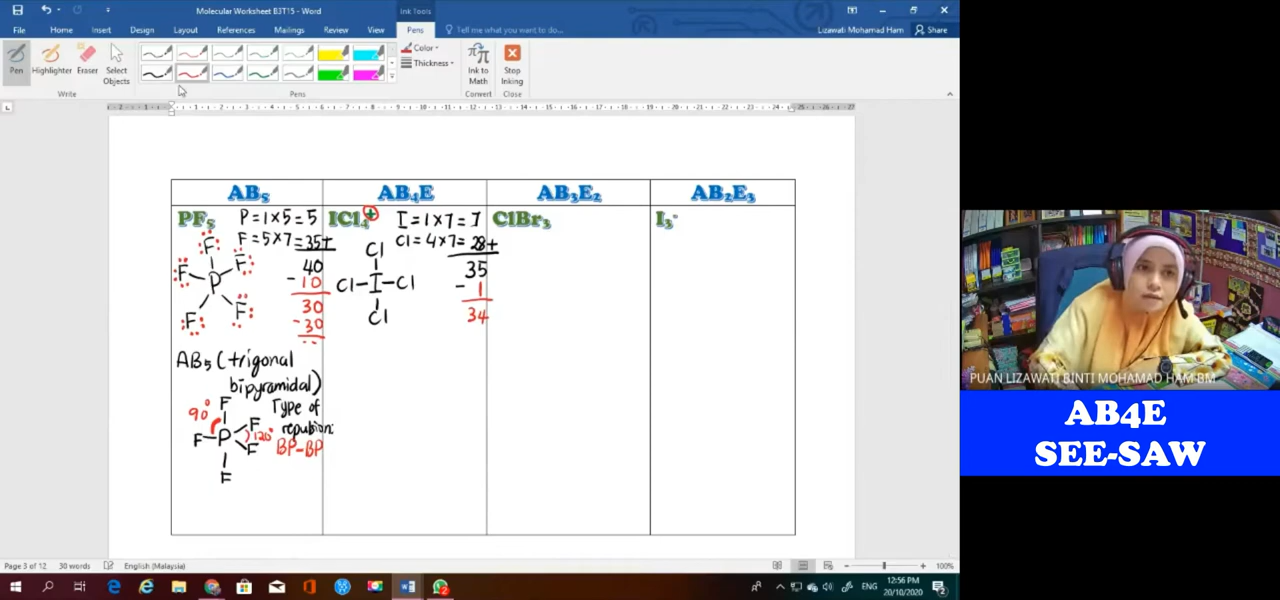 Molecular Worksheet B3T15 - Word
Ink Tools
File
Home
Insert
Design
Layout
References
Mailings
Review
View
Pens
Tell me what you want to do...
Lizawati Mohamad Ham
Share
Pen
Highlighter
Eraser
Select
Objects
Color
Thickness
Ink to
Math
Stop
Inking
Write
Pens
Convert
Close
AB5
AB4E
AB3E2
AB2E3
PF5
P = 1 × 5 = 5
F = 5 × 7 = 35+
40
- 10
30
- 30
F
F
F
P
F
F
AB5 (trigonal
bipyramidal)
Type of
repulsion:
BP-BP
90°
120°
F
F
F-P
F
F
ICl4+
I = 1 × 7 = 7
Cl = 4 × 7 = 28+
35
- 1
34
Cl
Cl-I-Cl
Cl
ClBr3
I3-
PUAN LIZAWATI BINTI MOHAMAD HAM BM
AB4E
SEE-SAW
Page 3 of 12
30 words
English (Malaysia)
100%
ENG
12:56 PM
20/10/2020